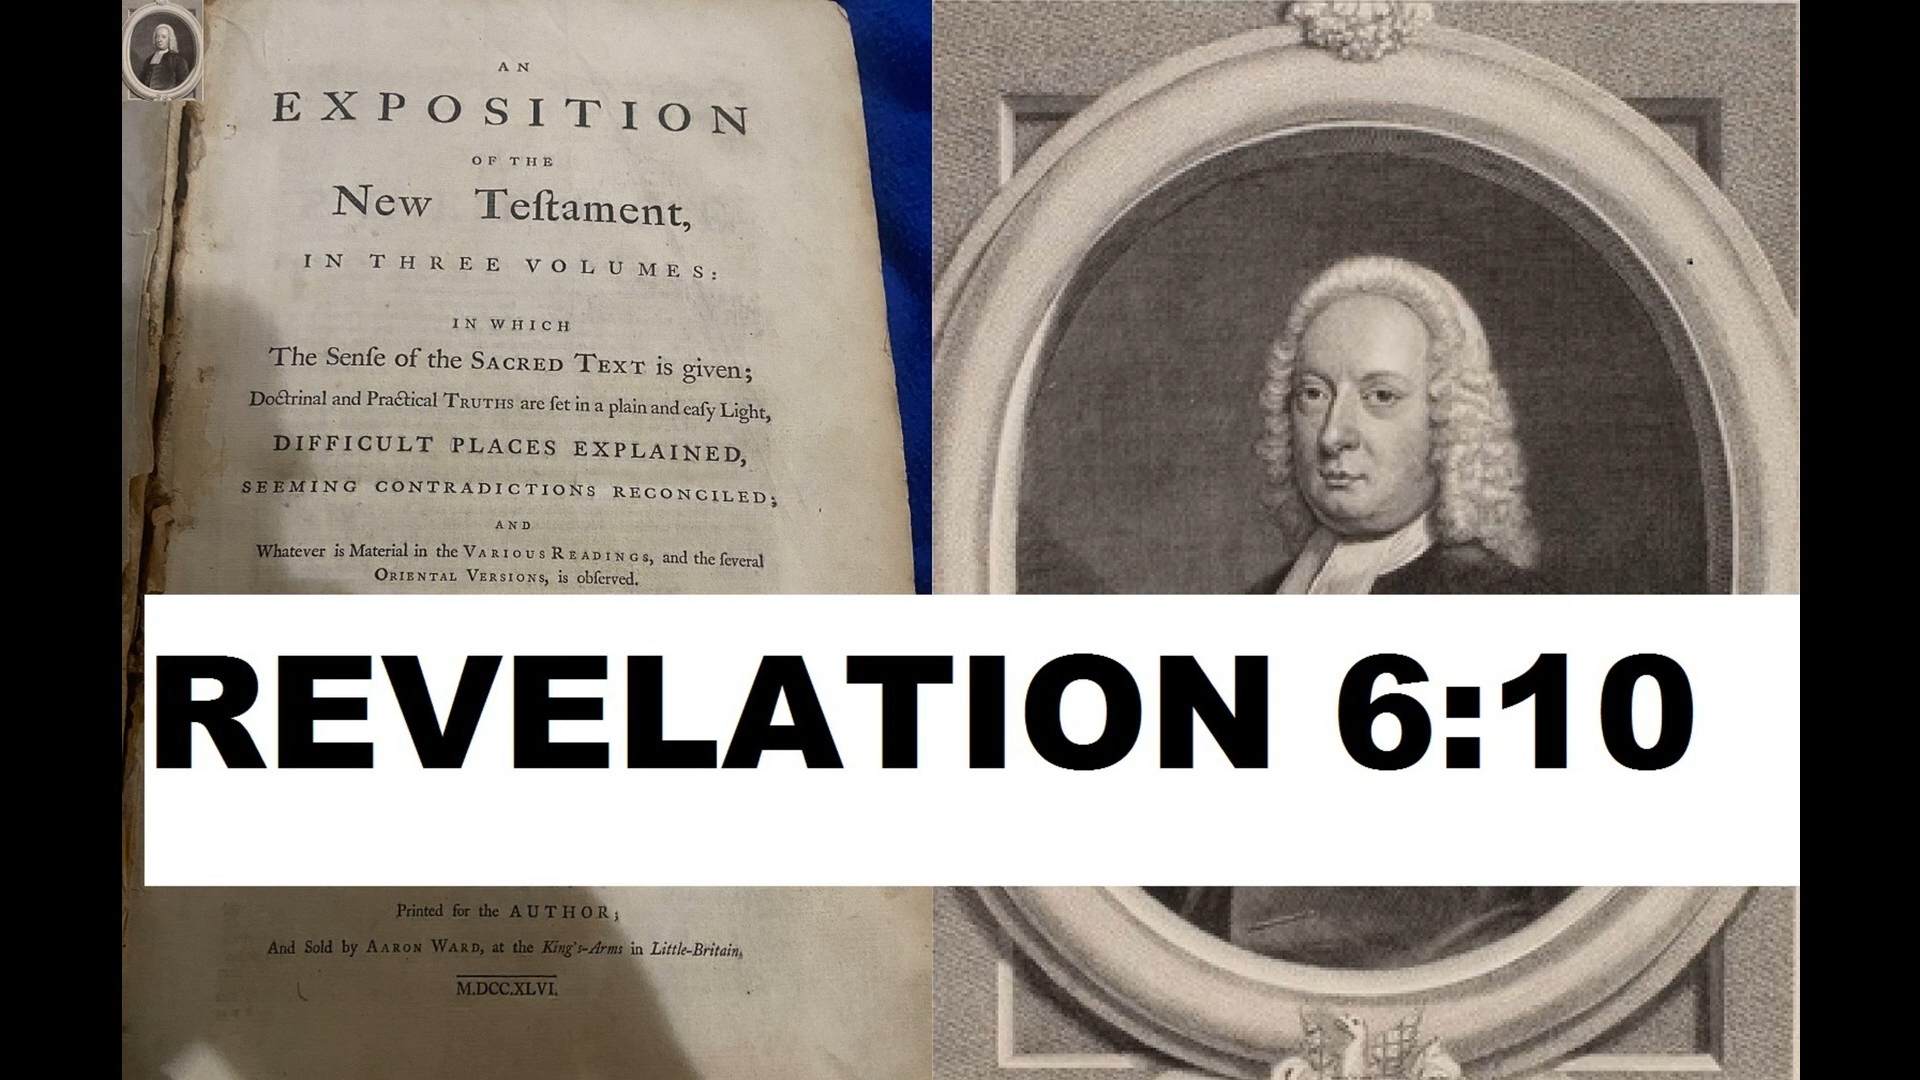 AN
EXPOSITION
OF THE
New Teſtament,
IN THREE VOLUMES:
IN WHICH
The Senſe of the SACRED TEXT is given;
Doctrinal and Practical TRUTHS are ſet in a plain and eaſy Light,
DIFFICULT PLACES EXPLAINED,
SEEMING CONTRADICTIONS RECONCILED;
AND
Whatever is Material in the VARIOUS READINGS, and the ſeveral
ORIENTAL VERSIONS, is obſerved.
REVELATION 6:10
Printed for the AUTHOR;
And Sold by AARON WARD, at the King's-Arms in Little-Britain,
M.DCC.XLVI.